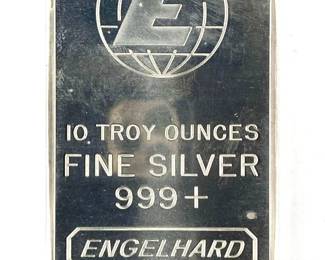 E
10 TROY OUNCES
FINE SILVER
999+
ENGELHARD